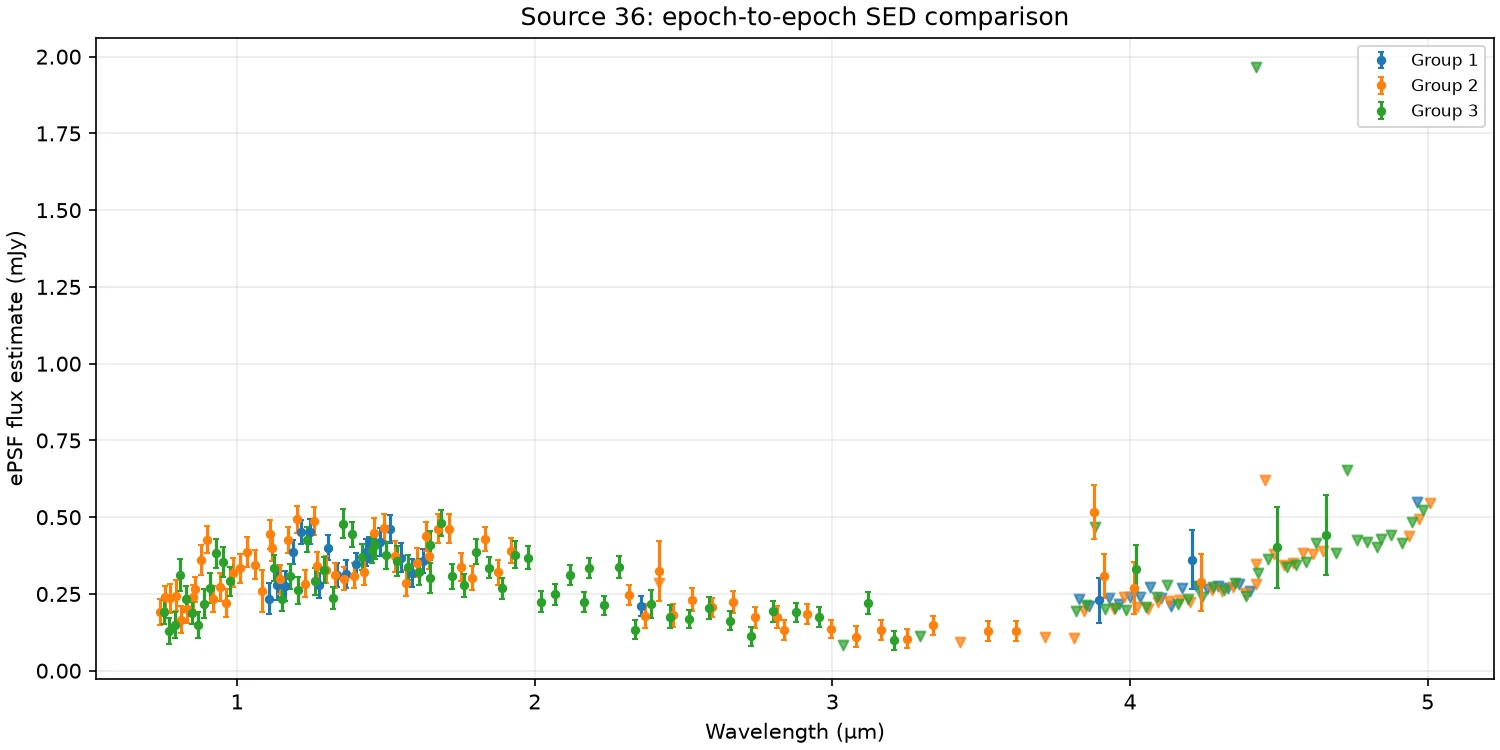 Source 36: epoch-to-epoch SED comparison
ePSF flux estimate (mJy)
2.00
1.75
1.50
1.25
1.00
0.75
0.50
0.25
0.00
Group 1
Group 2
Group 3
1 2 3 4 5
Wavelength (μm)